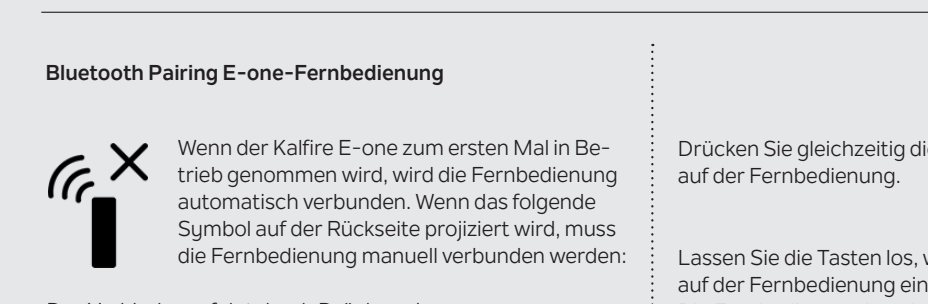 Bluetooth Pairing E-one-Fernbedienung
Wenn der Kalfire E-one zum ersten Mal in Be-
trieb genommen wird, wird die Fernbedienung
automatisch verbunden. Wenn das folgende
Symbol auf der Rückseite projiziert wird, muss
die Fernbedienung manuell verbunden werden:
Drücken Sie gleichzeitig die
auf der Fernbedienung.
Lassen Sie die Tasten los,
auf der Fernbedienung ein